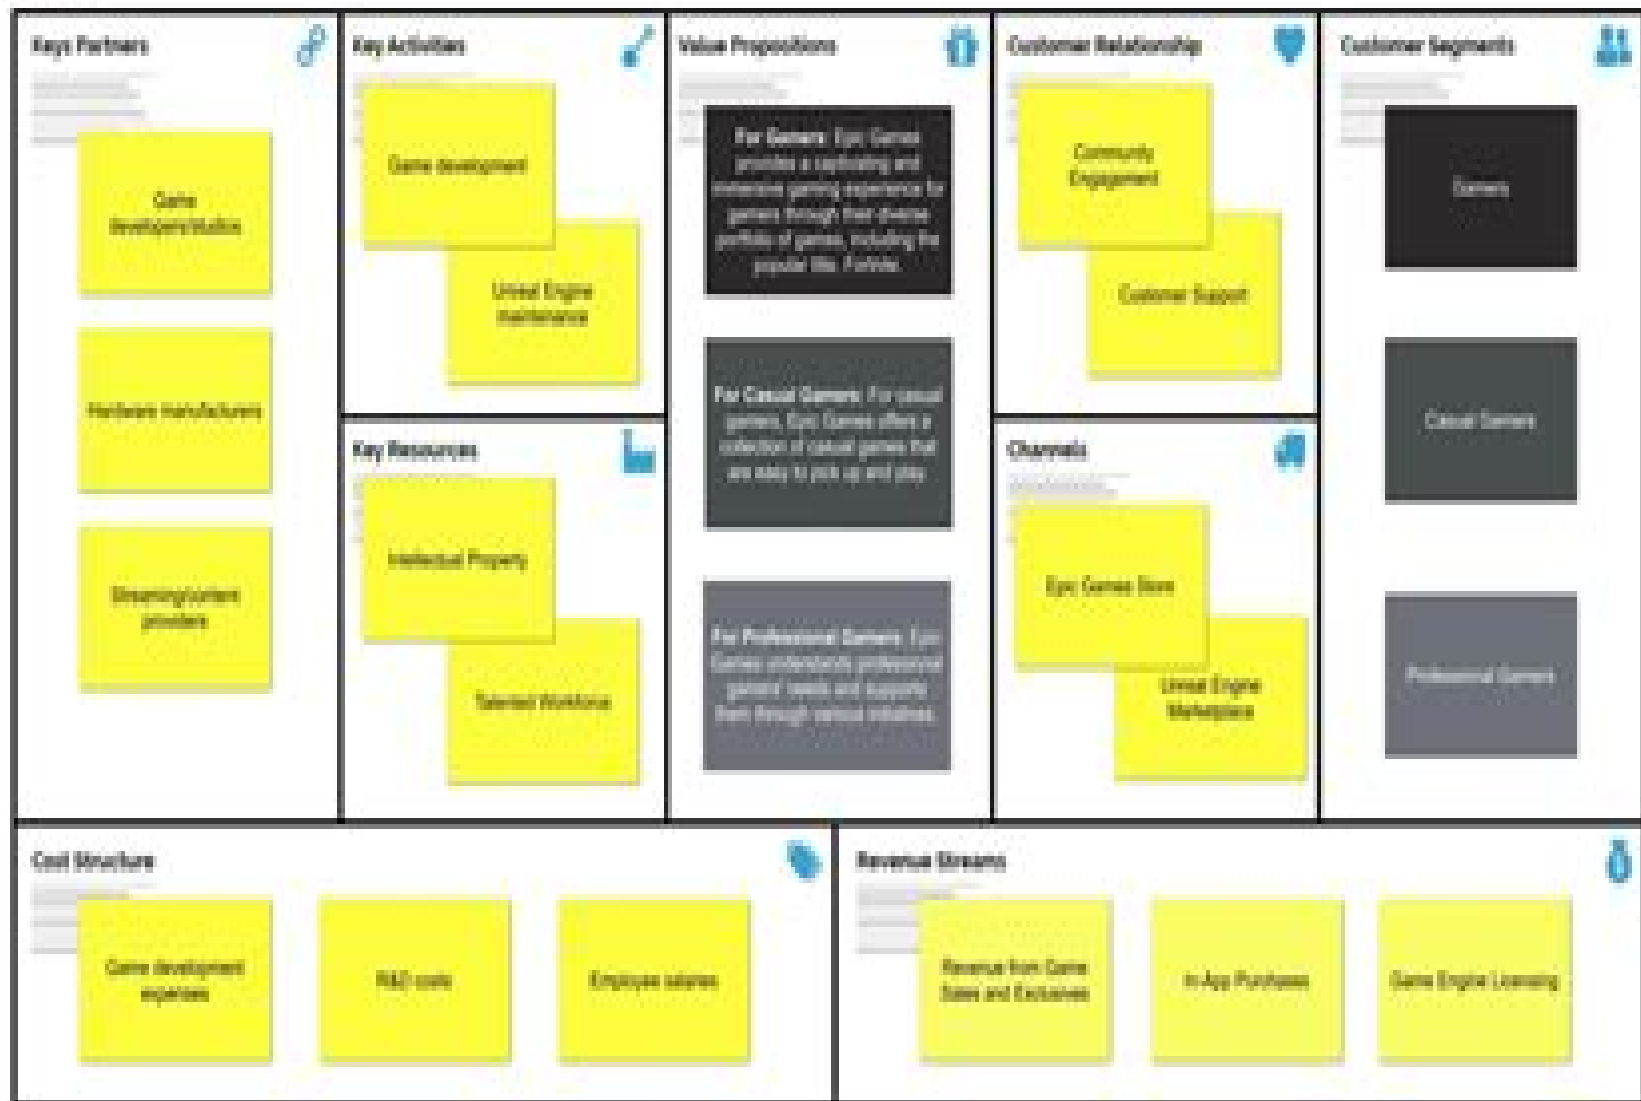 Keys Partners
Game
developers/studios
Hardware manufacturers
Streaming/content
providers
Key Activities
Game development
Unreal Engine
maintenance
Key Resources
Intellectual Property
Talented Workforce
Value Propositions
For Gamers: Epic Games
provides a captivating and
immersive gaming experience for
gamers through their diverse
portfolio of games, including the
popular title, Fortnite.
For Casual Gamers: For casual
gamers, Epic Games offers a
collection of casual games that
are easy to pick up and play.
For Professional Gamers: Epic
Games understands professional
gamers' needs and supports
them through various initiatives.
Customer Relationship
Community
Engagement
Customer Support
Channels
Epic Games Store
Unreal Engine
Marketplace
Customer Segments
Gamers
Casual Gamers
Professional Gamers
Cost Structure
Game development
expenses
R&D costs
Employee salaries
Revenue Streams
Revenue from Game
Sales and Exclusives
In-App Purchases
Game Engine Licensing